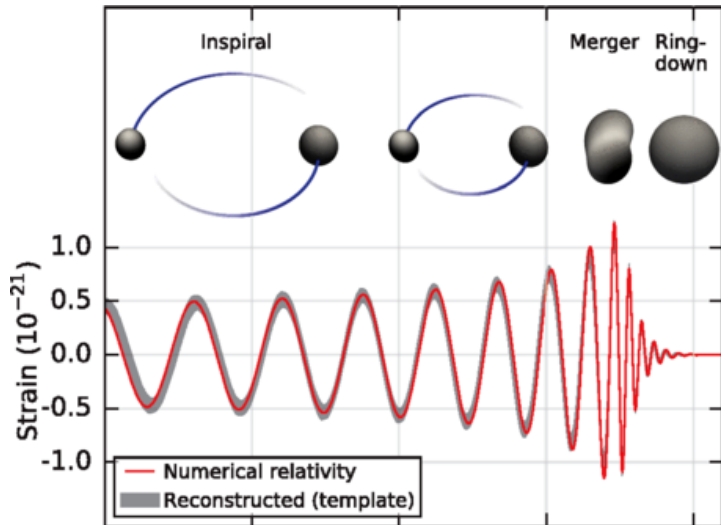 Inspiral
Merger
Ring-
down
1.0
0.5
0.0
-0.5
-1.0
Strain (10⁻²¹)
Numerical relativity
Reconstructed (template)